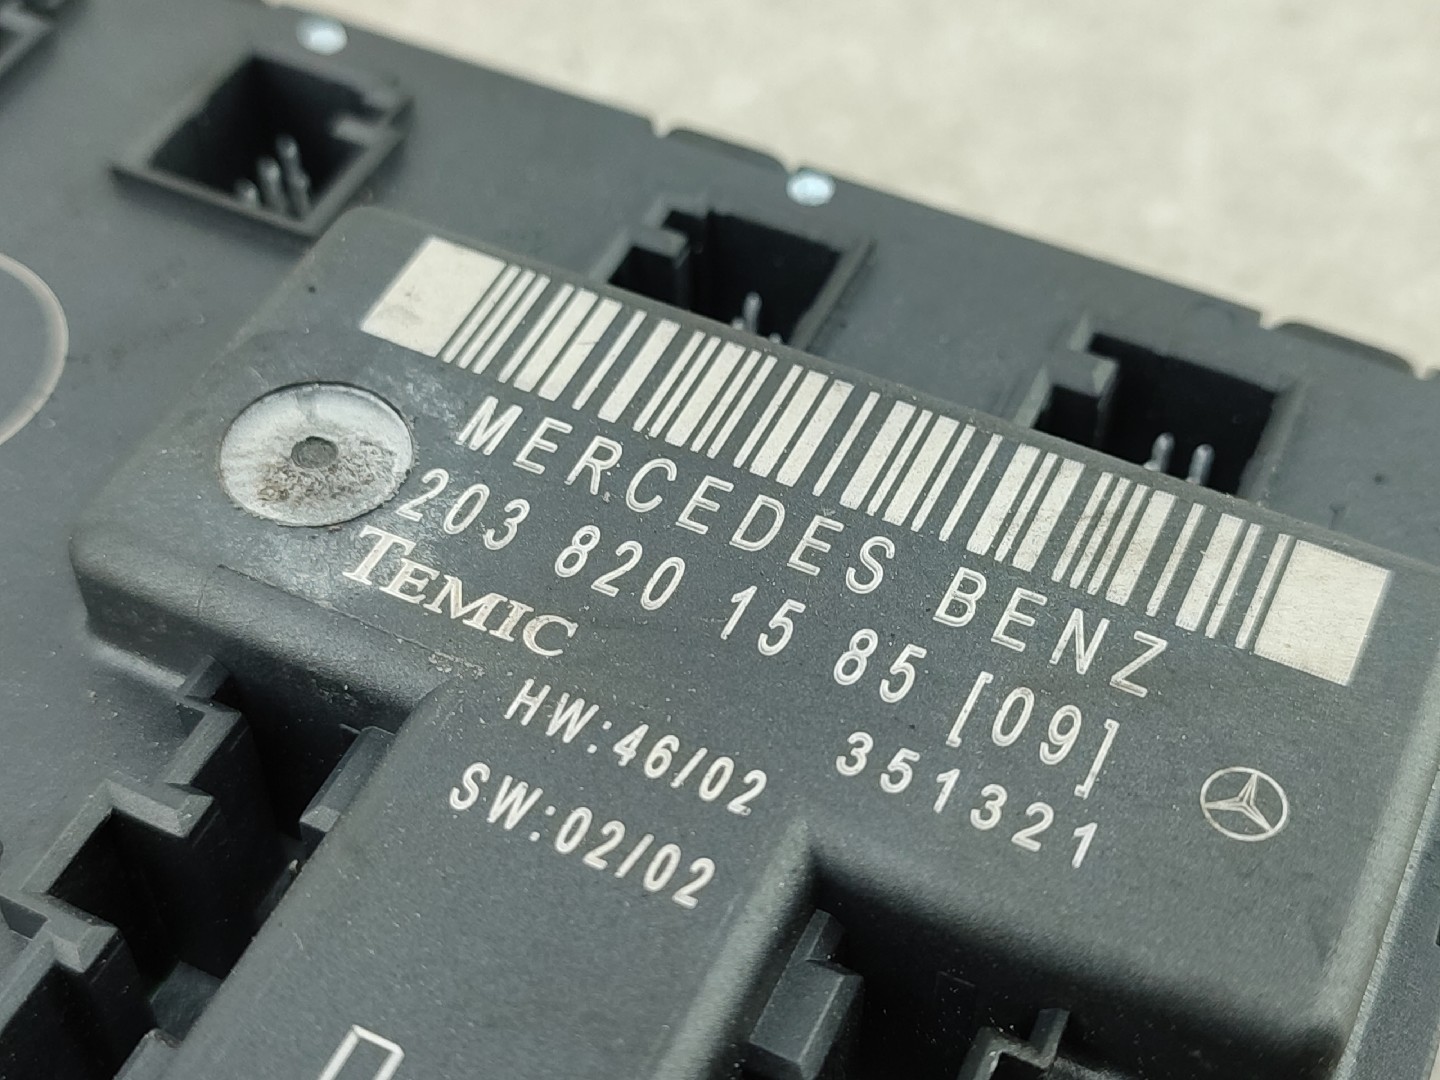 MERCEDES BENZ
203 820 15 85 [09]
TEMIC
351321
HW:46/02
SW:02/02